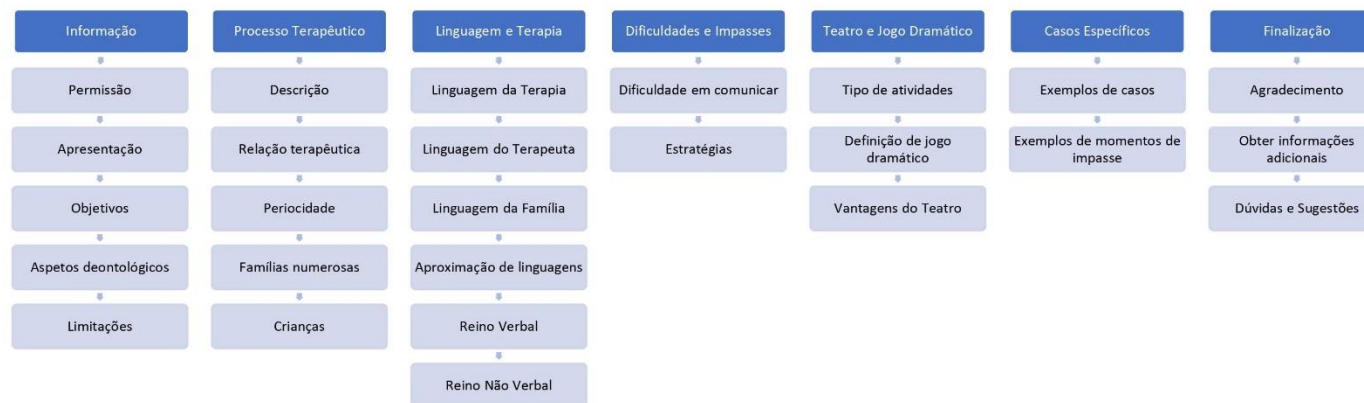 Informação
Permissão
Apresentação
Objetivos
Aspetos deontológicos
Limitações
Processo Terapêutico
Descrição
Relação terapêutica
Periocidade
Famílias numerosas
Crianças
Linguagem e Terapia
Linguagem da Terapia
Linguagem do Terapeuta
Linguagem da Família
Aproximação de linguagens
Reino Verbal
Reino Não Verbal
Dificuldades e Impasses
Dificuldade em comunicar
Estratégias
Teatro e Jogo Dramático
Tipo de atividades
Definição de jogo
dramático
Vantagens do Teatro
Casos Específicos
Exemplos de casos
Exemplos de momentos de
impasse
Finalização
Agradecimento
Obter informações
adicionais
Dúvidas e Sugestões